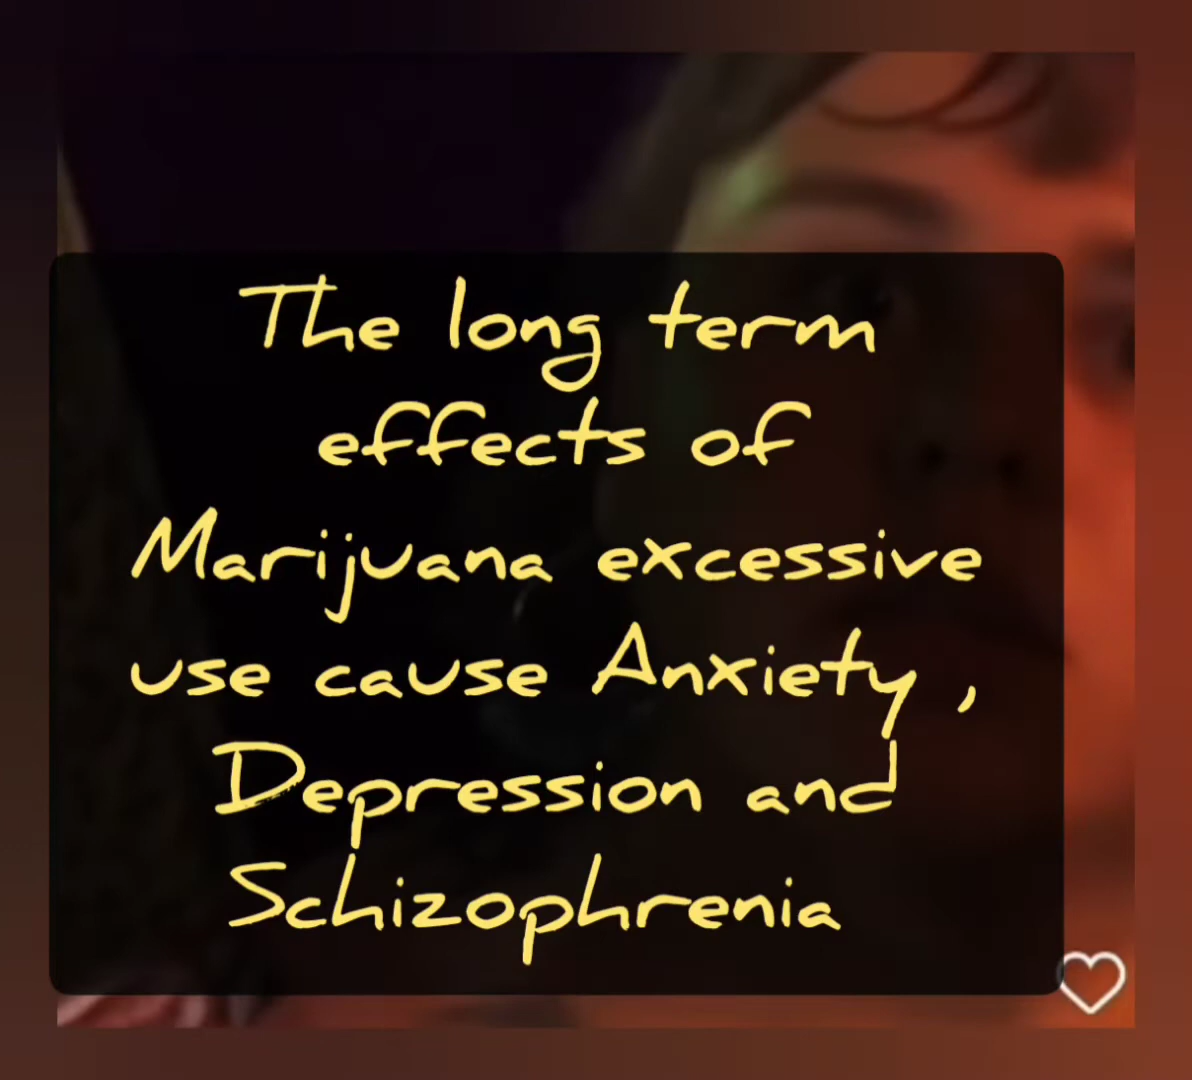 The long term
effects of
Marijuana excessive
use cause Anxiety ,
Depression and
Schizophrenia